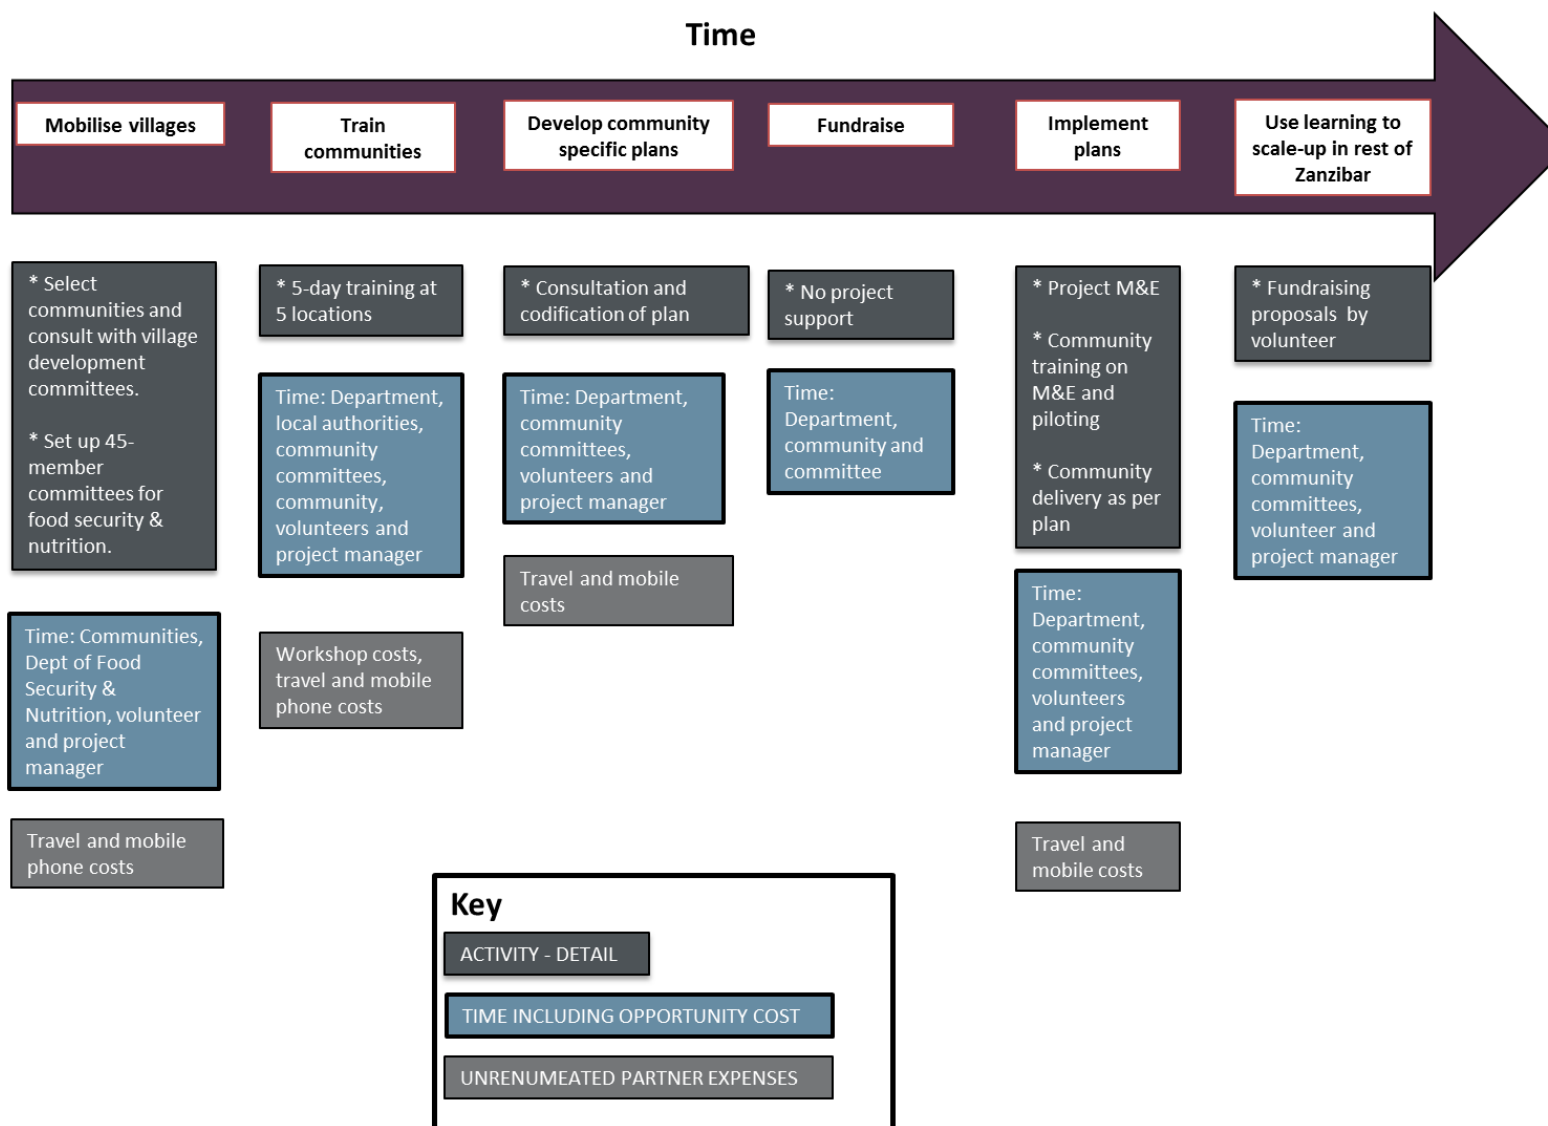 Time
Mobilise villages
Train
communities
Develop community
specific plans
Fundraise
Implement
plans
Use learning to
scale-up in rest of
Zanzibar
* Select
communities and
consult with village
development
committees.
* Set up 45-
member
committees for
food security &
nutrition.
Time: Communities,
Dept of Food
Security &
Nutrition, volunteer
and project
manager
Travel and mobile
phone costs
* 5-day training at
5 locations
Time: Department,
local authorities,
community
committees,
community,
volunteers and
project manager
Workshop costs,
travel and mobile
phone costs
* Consultation and
codification of plan
Time: Department,
community
committees,
volunteers and
project manager
Travel and mobile
costs
* No project
support
Time:
Department,
community and
committee
* Project M&E
* Community
training on
M&E and
piloting
* Community
delivery as per
plan
Time:
Department,
community
committees,
volunteers
and project
manager
Travel and
mobile costs
* Fundraising
proposals by
volunteer
Time:
Department,
community
committees,
volunteer and
project manager
Key
ACTIVITY - DETAIL
TIME INCLUDING OPPORTUNITY COST
UNRENUMEATED PARTNER EXPENSES